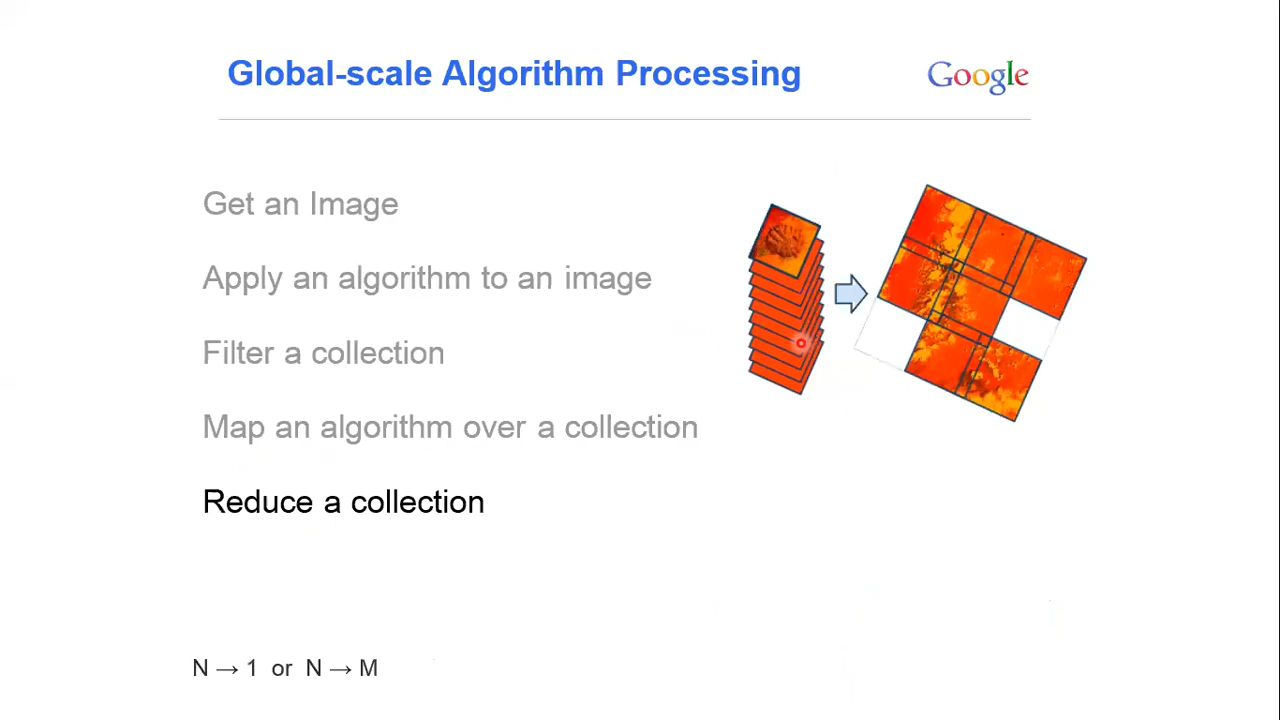 Global-scale Algorithm Processing
Google
Get an Image
Apply an algorithm to an image
Filter a collection
Map an algorithm over a collection
Reduce a collection
N → 1 or N → M